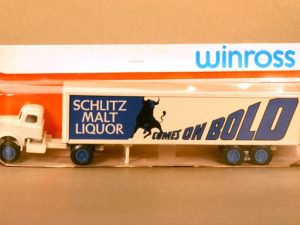 winross
SCHLITZ
MALT
LIQUOR
COMES ON BOLD